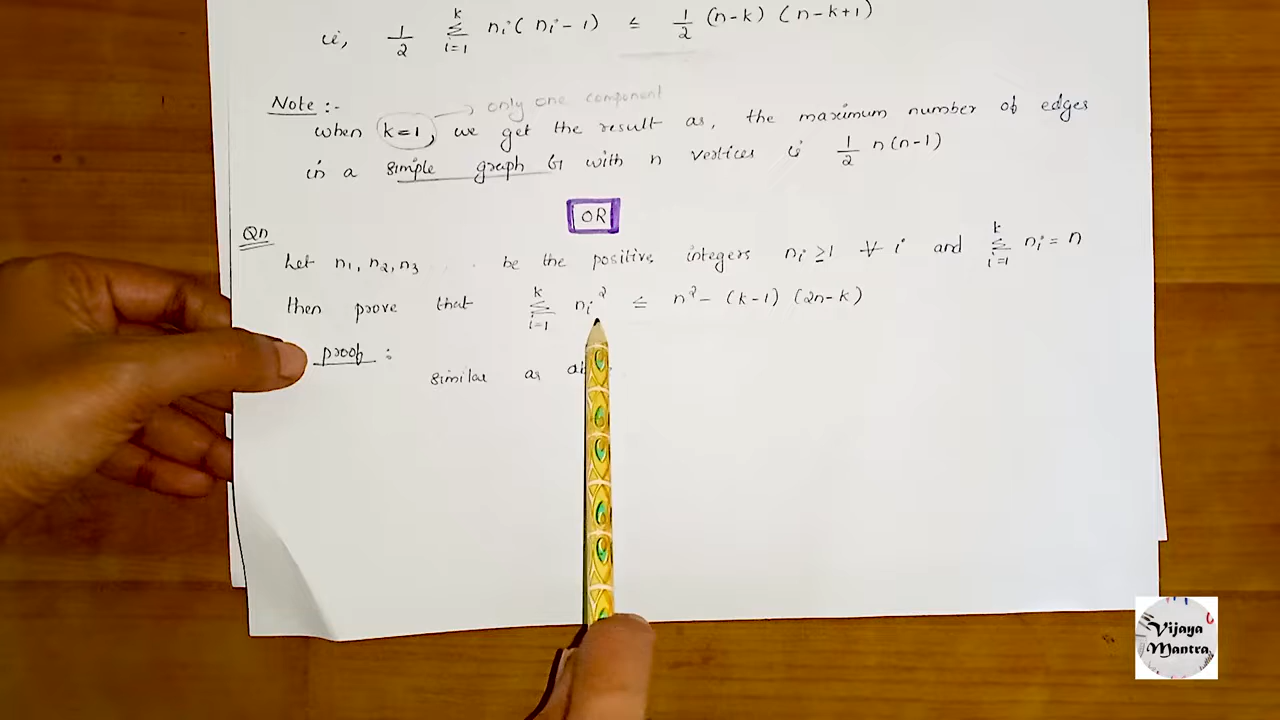 ie, 1/2 Σ_{i=1}^{k} nᵢ(nᵢ-1) ≤ 1/2 (n-k) (n-k+1)
Note :-
→ only one component
when k=1, we get the result as, the maximum number of edges
in a simple graph G with n vertices is 1/2 n(n-1)
OR
Qn
Let n₁, n₂, n₃ . . . be the positive integers nᵢ ≥1 ∀ i and Σ_{i=1}^{k} nᵢ = n
then prove that Σ_{i=1}^{k} nᵢ² ≤ n² - (k-1) (2n-k)
proof :
similar as
Vijaya
Mantra